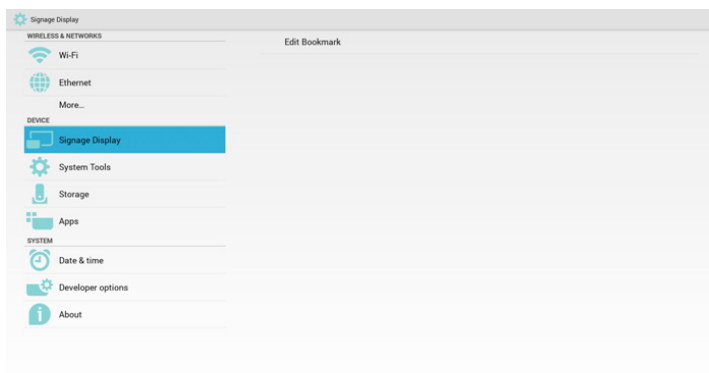 Signage Display
WIRELESS & NETWORKS
Wi-Fi
Ethernet
More...
DEVICE
Signage Display
System Tools
Storage
Apps
SYSTEM
Date & time
Developer options
About
Edit Bookmark